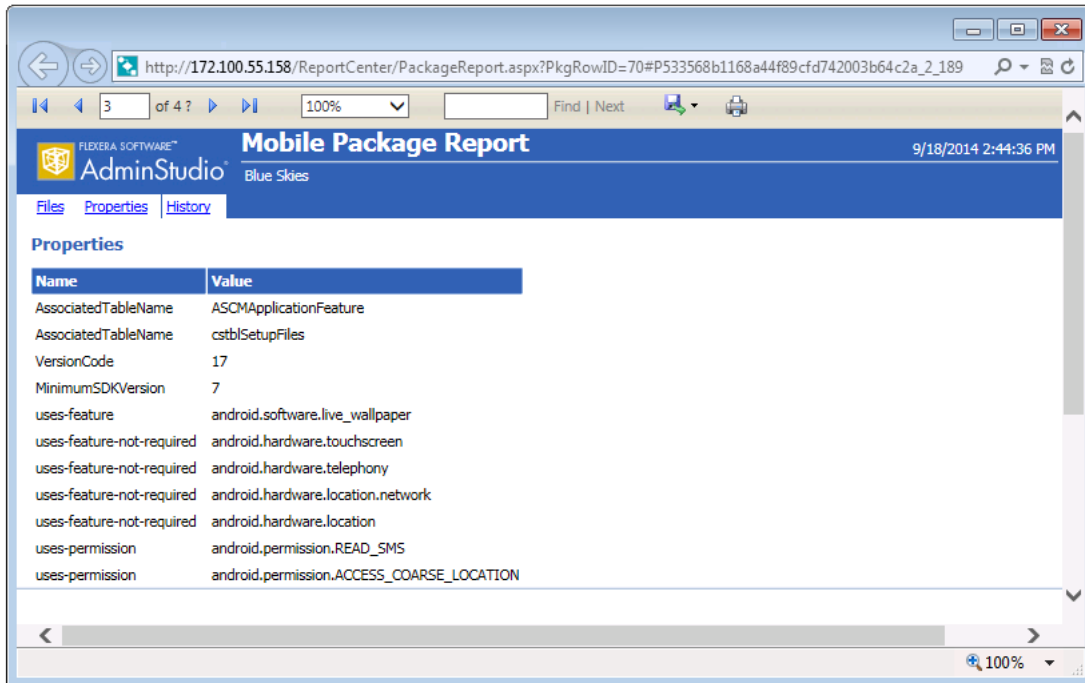 http://172.100.55.158/ReportCenter/PackageReport.aspx?PkgRowID=70#P533568b1168a44f89cfd742003b64c2a_2_189
3 of 4 ? 100% Find | Next
FLEXERA SOFTWARE™
AdminStudio®
Mobile Package Report
Blue Skies
9/18/2014 2:44:36 PM
Files Properties History
Properties
Name Value
AssociatedTableName ASCMApplicationFeature
AssociatedTableName cstblSetupFiles
VersionCode 17
MinimumSDKVersion 7
uses-feature android.software.live_wallpaper
uses-feature-not-required android.hardware.touchscreen
uses-feature-not-required android.hardware.telephony
uses-feature-not-required android.hardware.location.network
uses-feature-not-required android.hardware.location
uses-permission android.permission.READ_SMS
uses-permission android.permission.ACCESS_COARSE_LOCATION
100%